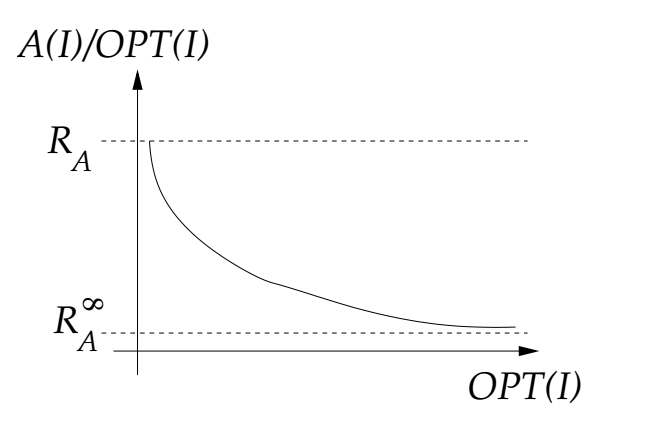 A(I)/OPT(I)
R_A
R_A^∞
OPT(I)